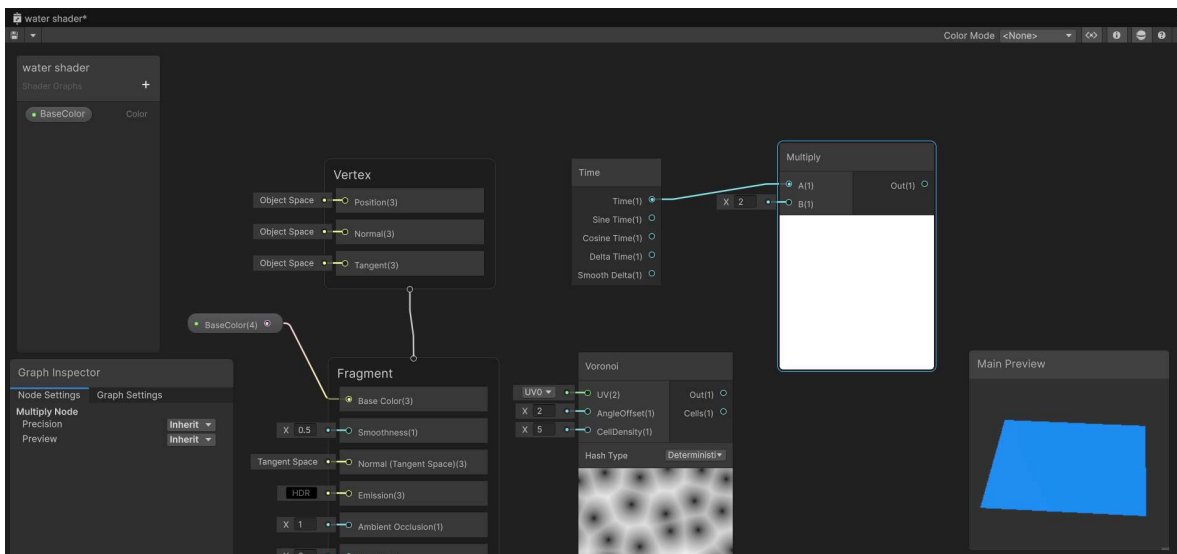 water shader*
Color Mode <None>
water shader
Shader Graphs
+
BaseColor Color
Vertex
Object Space Position(3)
Object Space Normal(3)
Object Space Tangent(3)
Time
Time(1)
Sine Time(1)
Cosine Time(1)
Delta Time(1)
Smooth Delta(1)
Multiply
A(1) Out(1)
X 2 B(1)
BaseColor(4)
Graph Inspector
Node Settings Graph Settings
Multiply Node
Precision Inherit
Preview Inherit
Fragment
Base Color(3)
X 0.5 Smoothness(1)
Tangent Space Normal (Tangent Space)(3)
HDR Emission(3)
X 1 Ambient Occlusion(1)
Voronoi
UV0 UV(2) Out(1)
X 2 AngleOffset(1) Cells(1)
X 5 CellDensity(1)
Hash Type Deterministi
Main Preview